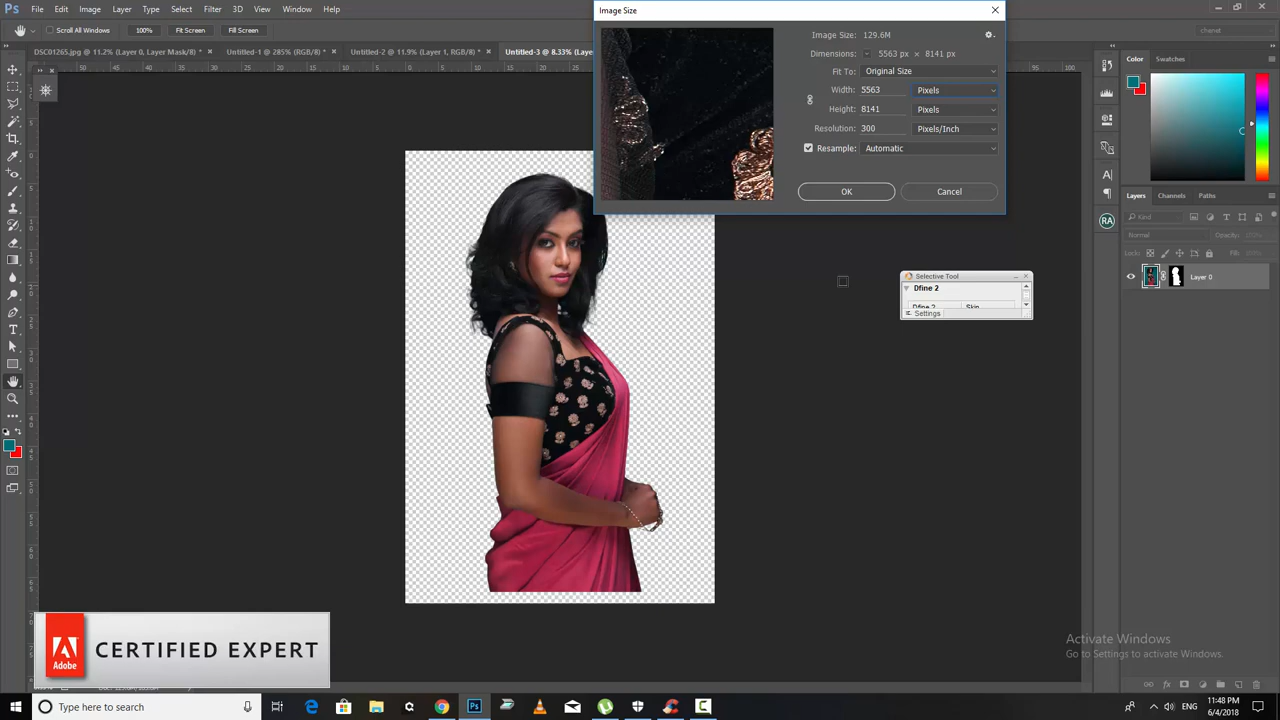 Ps File Edit Image Layer Type Select Filter 3D View Window Help
Image Size
Scroll All Windows 100% Fit Screen Fill Screen
chenet
DSC01265.jpg @ 11.2% (Layer 0, Layer Mask/8) * × Untitled-1 @ 285% (RGB/8) * × Untitled-2 @ 11.9% (Layer 1, RGB/8) * × Untitled-3 @ 8.33% (Laye
Image Size: 129.6M
Dimensions: 5563 px × 8141 px
Fit To: Original Size
Width: 5563 Pixels
Height: 8141 Pixels
Resolution: 300 Pixels/Inch
Resample: Automatic
OK Cancel
Color Swatches
Layers Channels Paths
Kind
Normal Opacity:
Lock: Fill:
Layer 0
RA
Selective Tool
Dfine 2
Dfine 2 Skin
Settings
Adobe
CERTIFIED EXPERT
Activate Windows
Go to Settings to activate Windows.
Type here to search
Ps
ENG
11:48 PM
6/4/2018